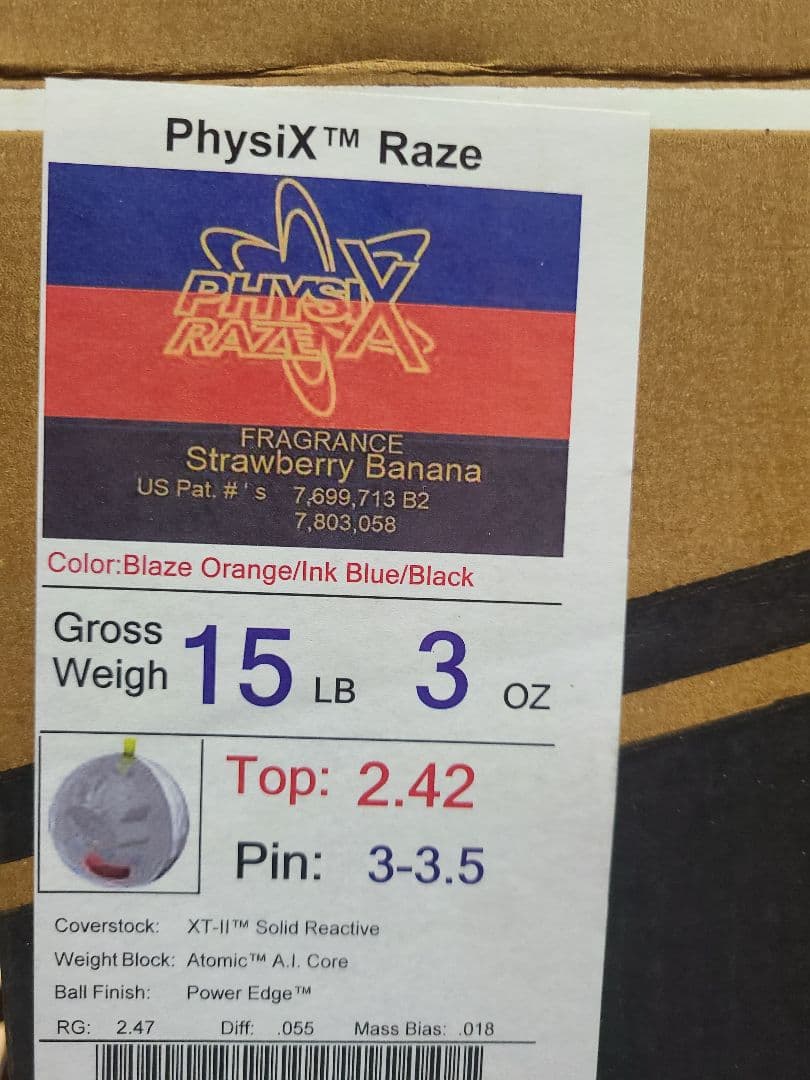 PhysiX™ Raze
PHYSIX
RAZE
FRAGRANCE
Strawberry Banana
US Pat. #'s 7,699,713 B2
7,803,058
Color:Blaze Orange/Ink Blue/Black
Gross
Weigh 15 LB 3 OZ
Top: 2.42
Pin: 3-3.5
Coverstock: XT-II™ Solid Reactive
Weight Block: Atomic™ A.I. Core
Ball Finish: Power Edge™
RG: 2.47 Diff: .055 Mass Bias: .018